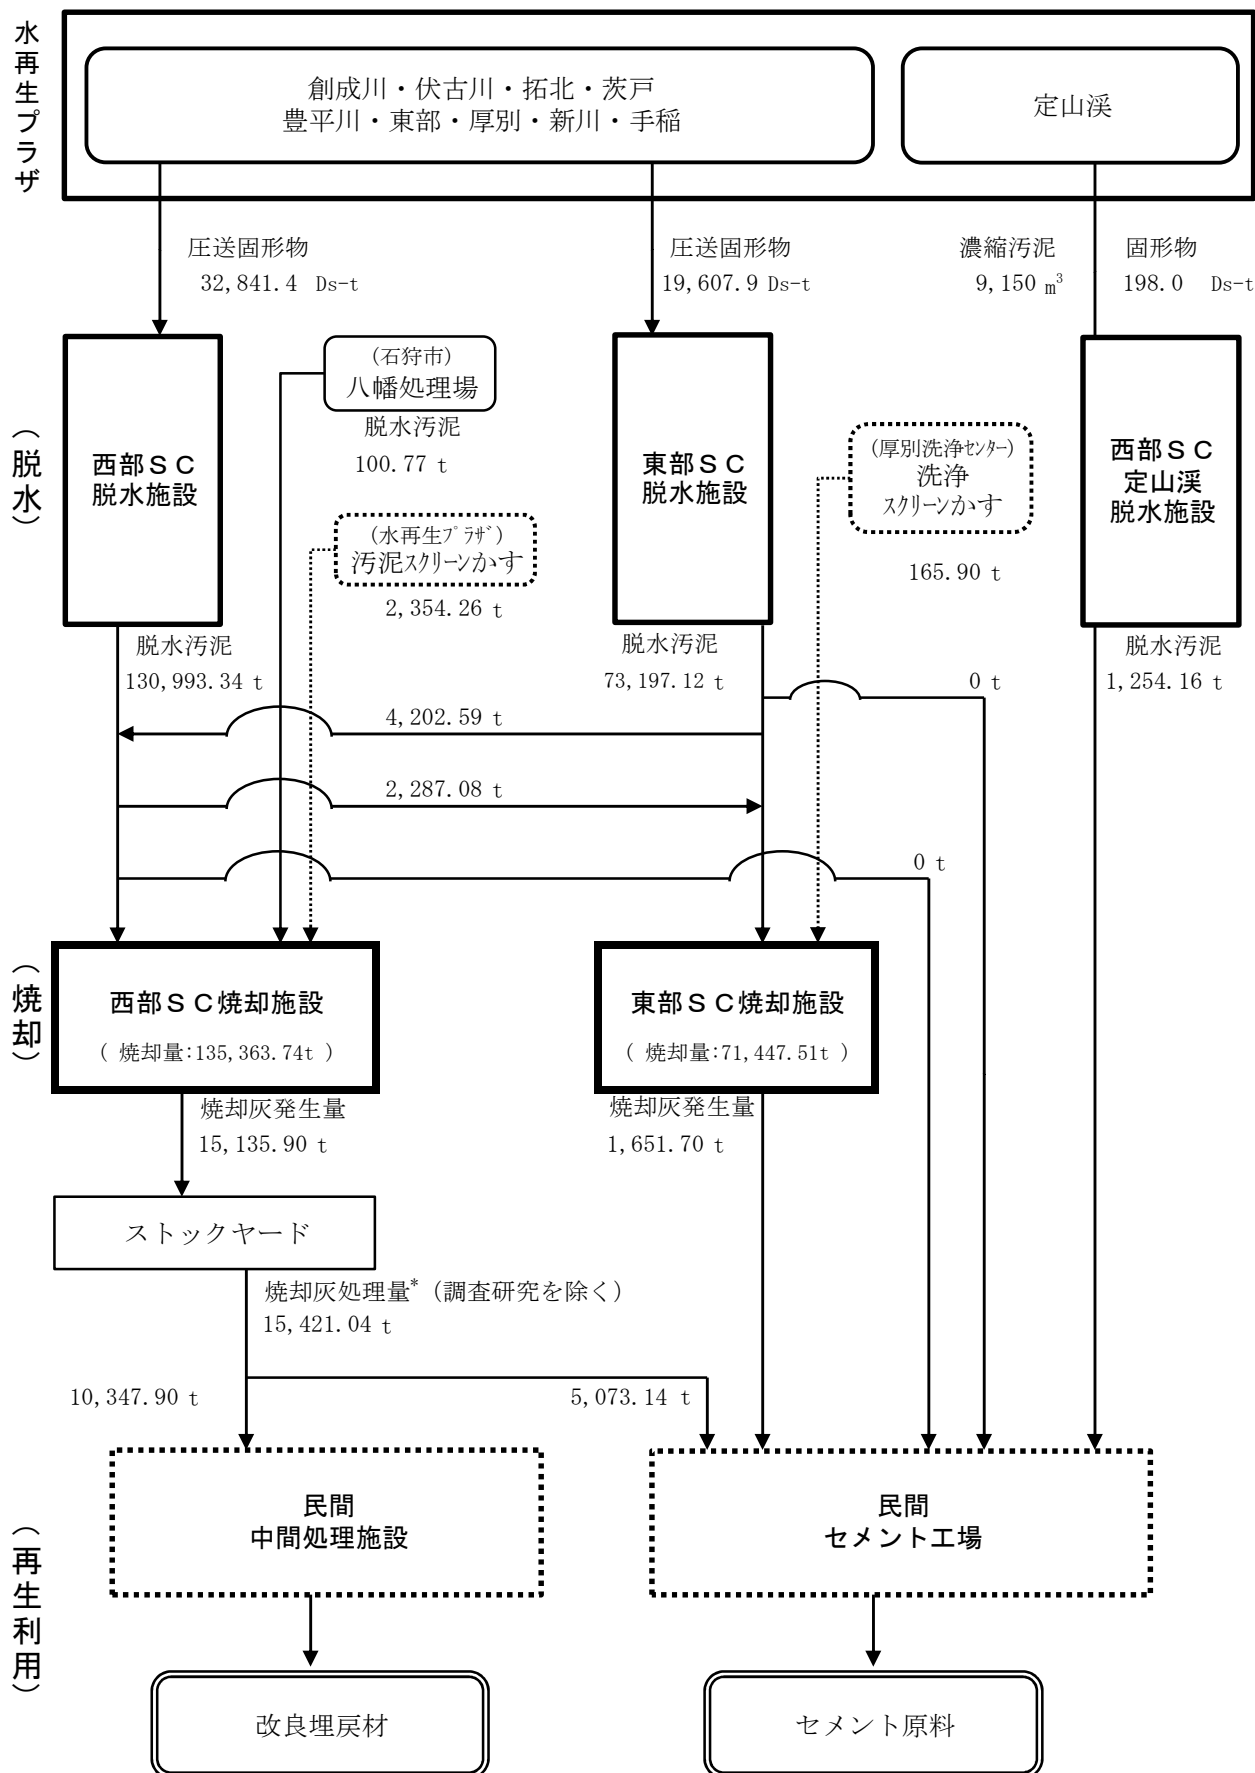 水再生プラザ
創成川・伏古川・拓北・茨戸
豊平川・東部・厚別・新川・手稲
定山渓
圧送固形物
32,841.4 Ds-t
圧送固形物
19,607.9 Ds-t
濃縮汚泥
9,150 m³
固形物
198.0 Ds-t
（脱水）
西部ＳＣ
脱水施設
(石狩市)
八幡処理場
脱水汚泥
100.77 t
(水再生プラザ)
汚泥スクリーンかす
2,354.26 t
東部ＳＣ
脱水施設
(厚別洗浄センター)
洗浄
スクリーンかす
165.90 t
西部ＳＣ
定山渓
脱水施設
脱水汚泥
130,993.34 t
脱水汚泥
73,197.12 t
0 t
脱水汚泥
1,254.16 t
4,202.59 t
2,287.08 t
0 t
（焼却）
西部ＳＣ焼却施設
( 焼却量:135,363.74t )
東部ＳＣ焼却施設
( 焼却量:71,447.51t )
焼却灰発生量
15,135.90 t
焼却灰発生量
1,651.70 t
ストックヤード
焼却灰処理量*（調査研究を除く）
15,421.04 t
10,347.90 t
5,073.14 t
（再生利用）
民間
中間処理施設
民間
セメント工場
改良埋戻材
セメント原料